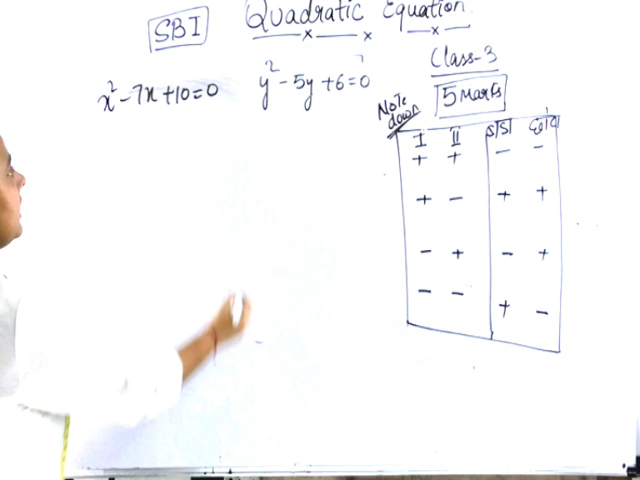 SBI Quadratic Equation
Class-3
x² - 7x + 10 = 0 y² - 5y + 6 = 0
5 Marks
Note down
I II
+ + - -
+ - + +
- + - +
- - + -